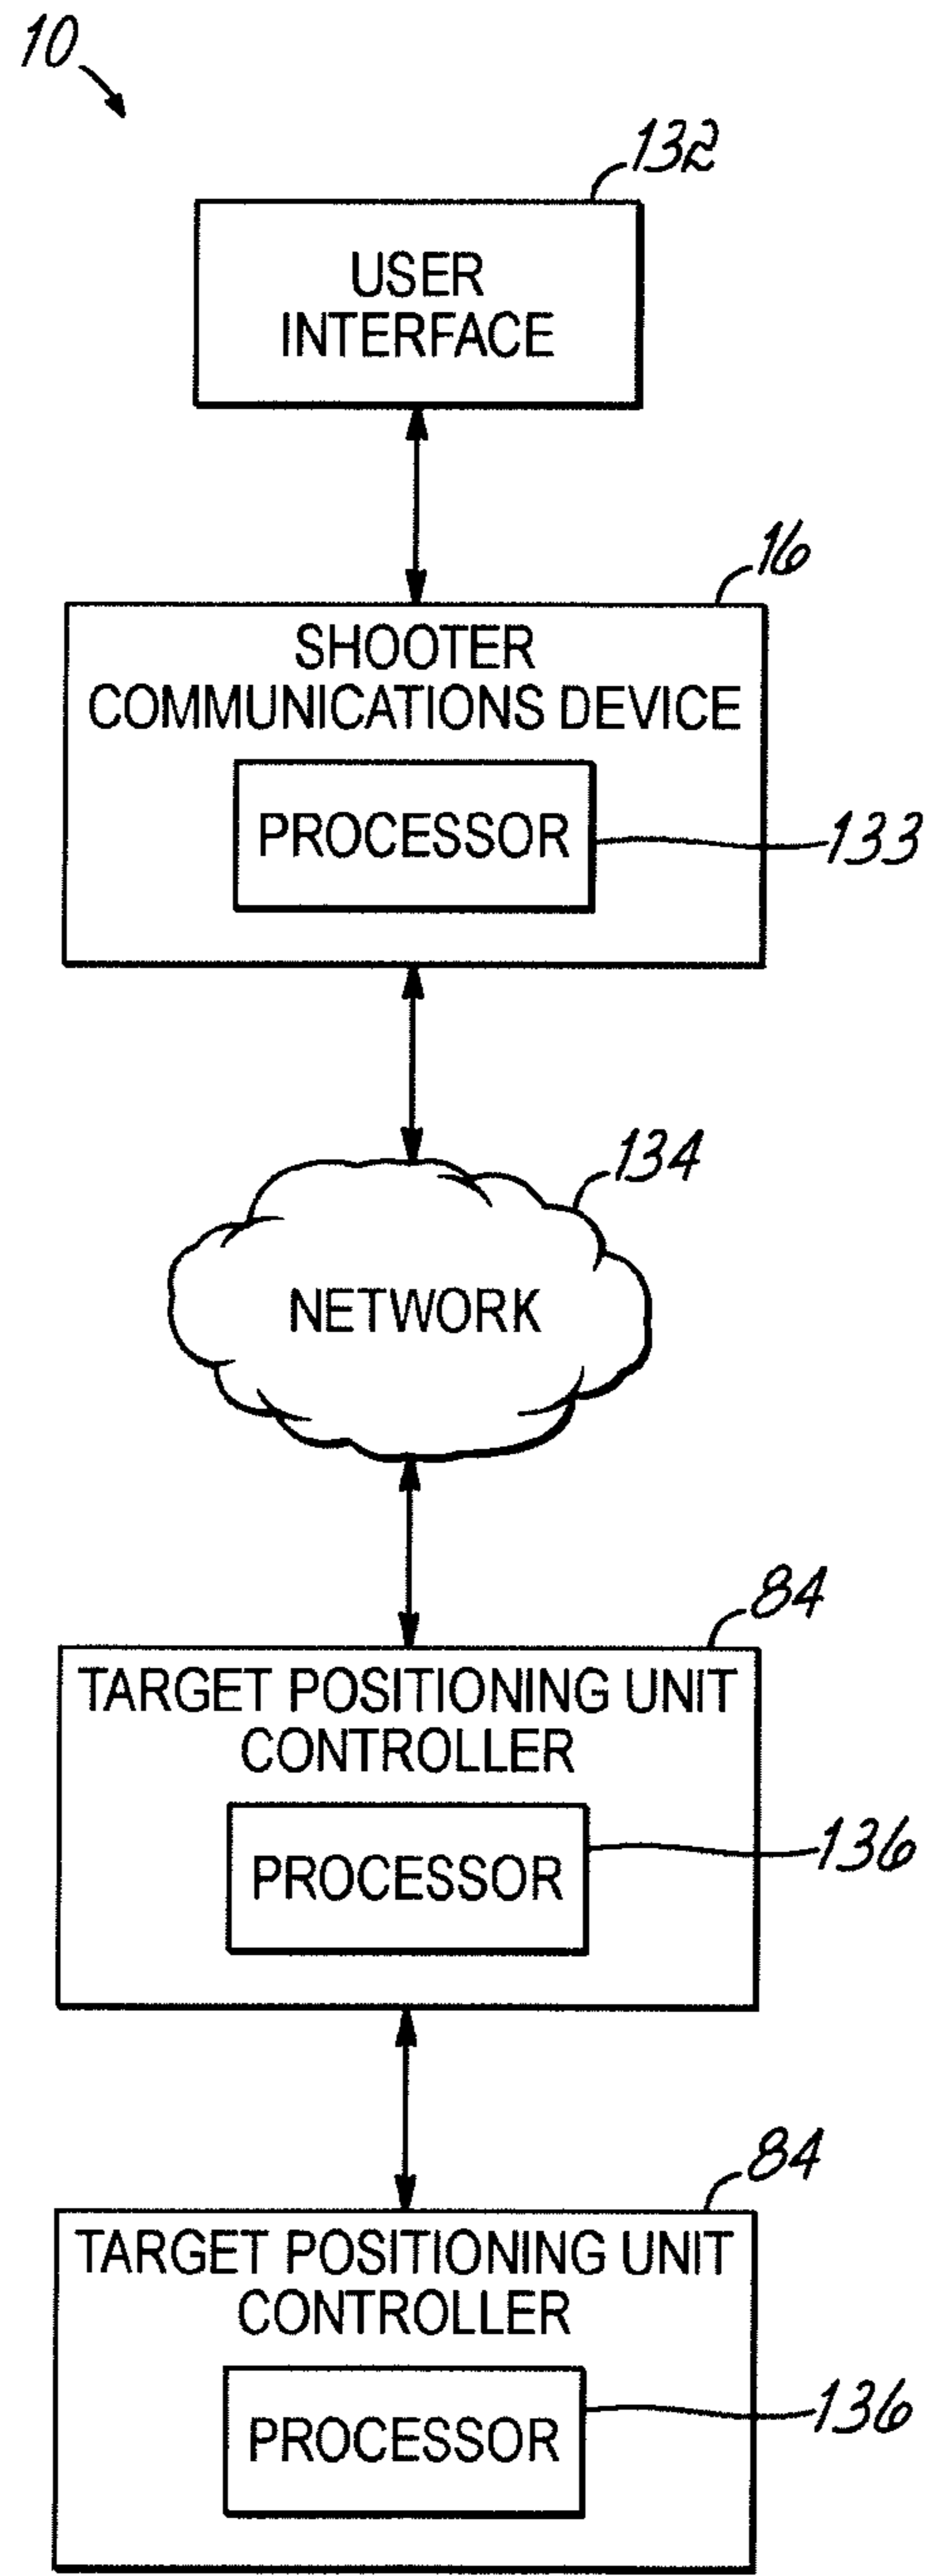 10
132
USER
INTERFACE
16
SHOOTER
COMMUNICATIONS DEVICE
PROCESSOR
133
134
NETWORK
84
TARGET POSITIONING UNIT
CONTROLLER
PROCESSOR
136
84
TARGET POSITIONING UNIT
CONTROLLER
PROCESSOR
136